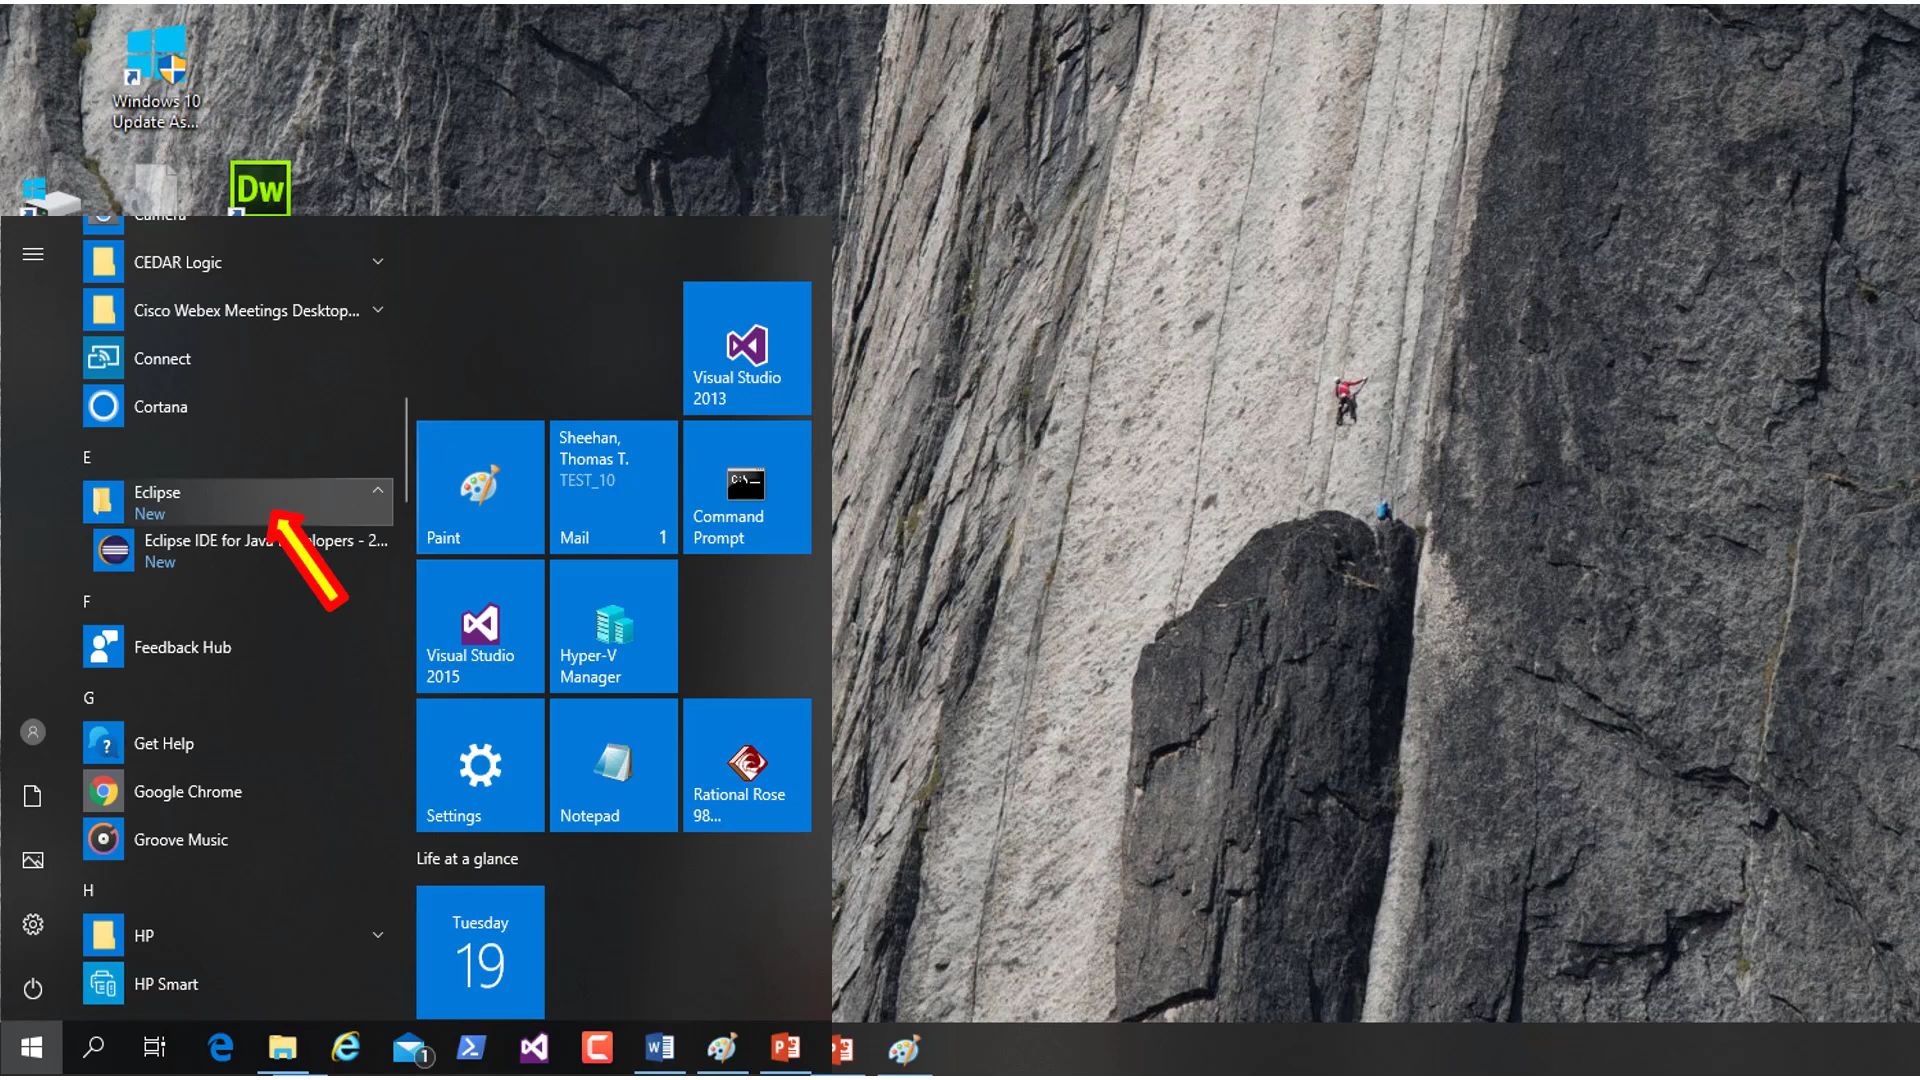 Windows 10
Update As...
Dw
Camera
CEDAR Logic
Cisco Webex Meetings Desktop...
Connect
Cortana
E
Eclipse
New
Eclipse IDE for Java
lopers - 2...
New
F
Feedback Hub
G
Get Help
Google Chrome
Groove Music
H
HP
HP Smart
Visual Studio
2013
Paint
Sheehan,
Thomas T.
TEST_10
Mail 1
C:\_
Command
Prompt
Visual Studio
2015
Hyper-V
Manager
Settings
Notepad
Rational Rose
98...
Life at a glance
Tuesday
19
1